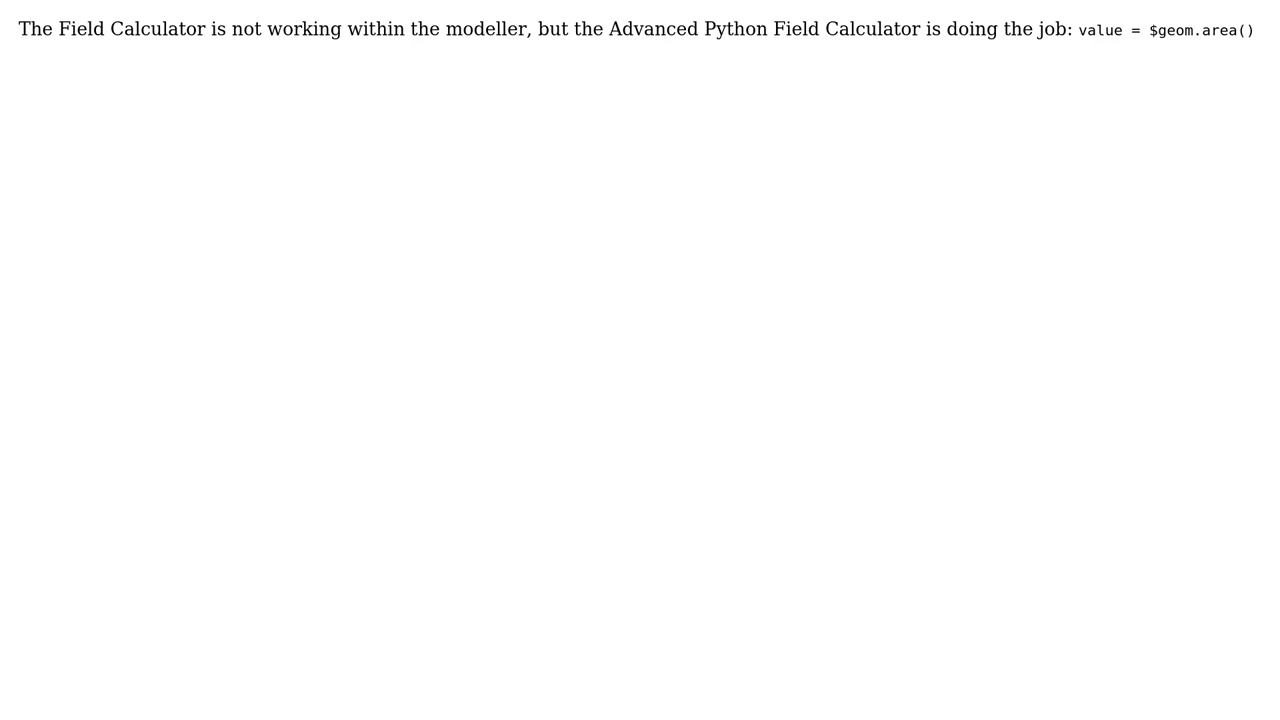 The Field Calculator is not working within the modeller, but the Advanced Python Field Calculator is doing the job: value = $geom.area()